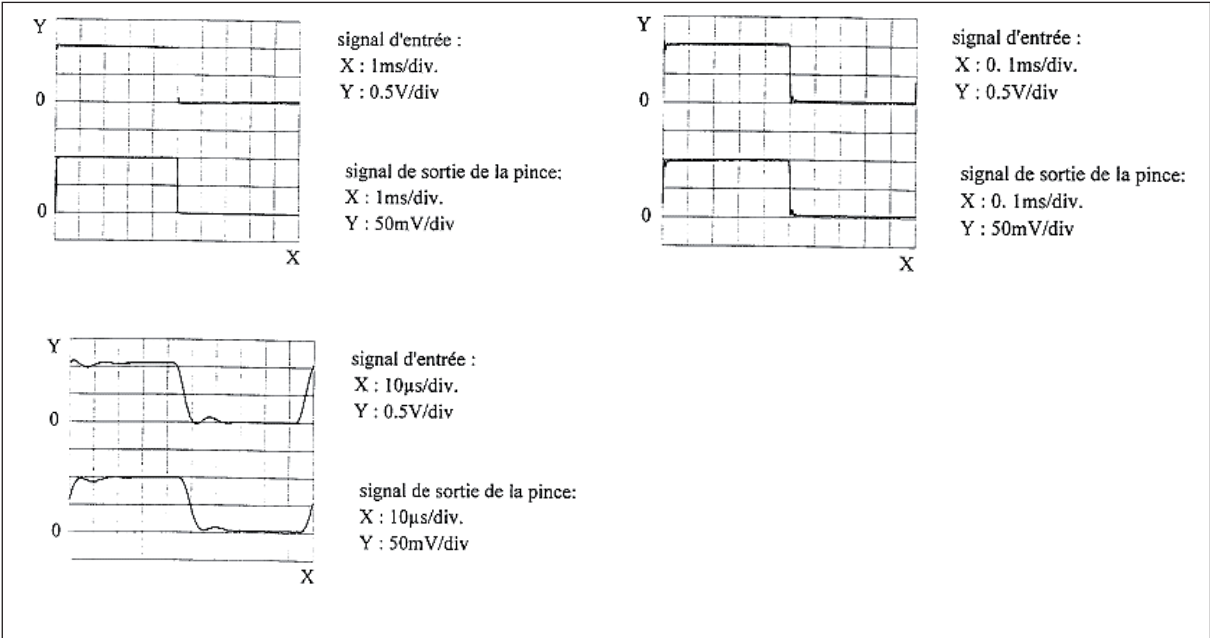 Y
signal d'entrée :
X : 1ms/div.
Y : 0.5V/div
0
signal de sortie de la pince:
X : 1ms/div.
Y : 50mV/div
0
X
Y
signal d'entrée :
X : 0. 1ms/div.
Y : 0.5V/div
0
signal de sortie de la pince:
X : 0. 1ms/div.
Y : 50mV/div
0
X
Y
signal d'entrée :
X : 10µs/div.
Y : 0.5V/div
0
signal de sortie de la pince:
X : 10µs/div.
Y : 50mV/div
0
X